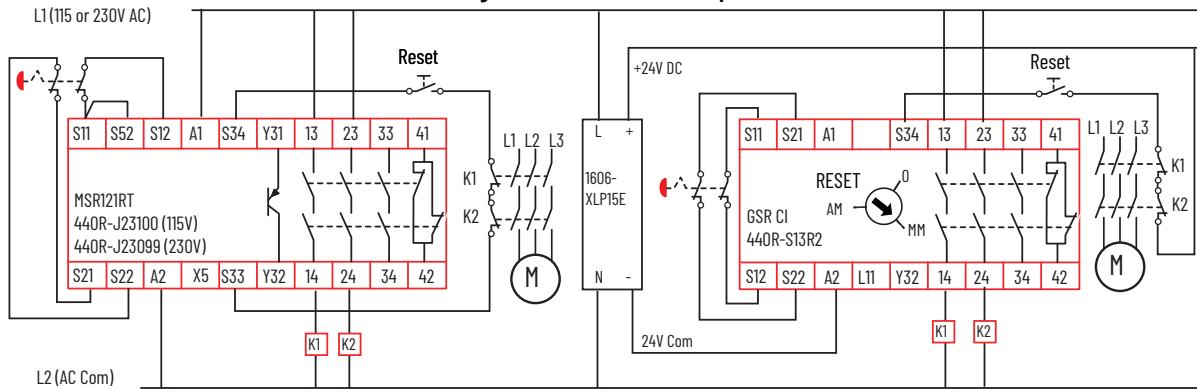 L1 (115 or 230V AC)
Reset
S11 S52 S12 A1 S34 Y31 13 23 33 41
MSR121RT
440R-J23100 (115V)
440R-J23099 (230V)
S21 S22 A2 X5 S33 Y32 14 24 34 42
K1 K2
L2 (AC Com)
L1 L2 L3
K1
K2
M
+24V DC
L +
1606-
XLP15E
N -
24V Com
Reset
S11 S21 A1 S34 13 23 33 41
RESET
O
AM
MM
GSR CI
440R-S13R2
S12 S22 A2 L11 Y32 14 24 34 42
K1 K2
L1 L2 L3
K1
K2
M